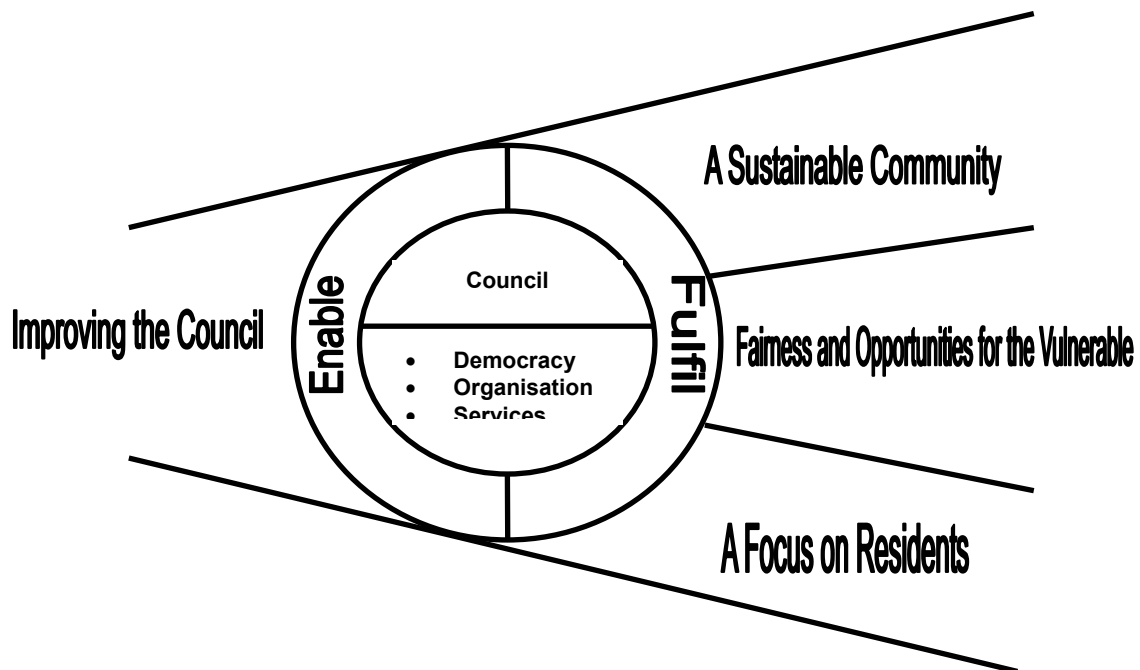 A Sustainable Community
Council
Improving the Council
Enable
Fulfil
Fairness and Opportunities for the Vulnerable
• Democracy
• Organisation
• Services
A Focus on Residents